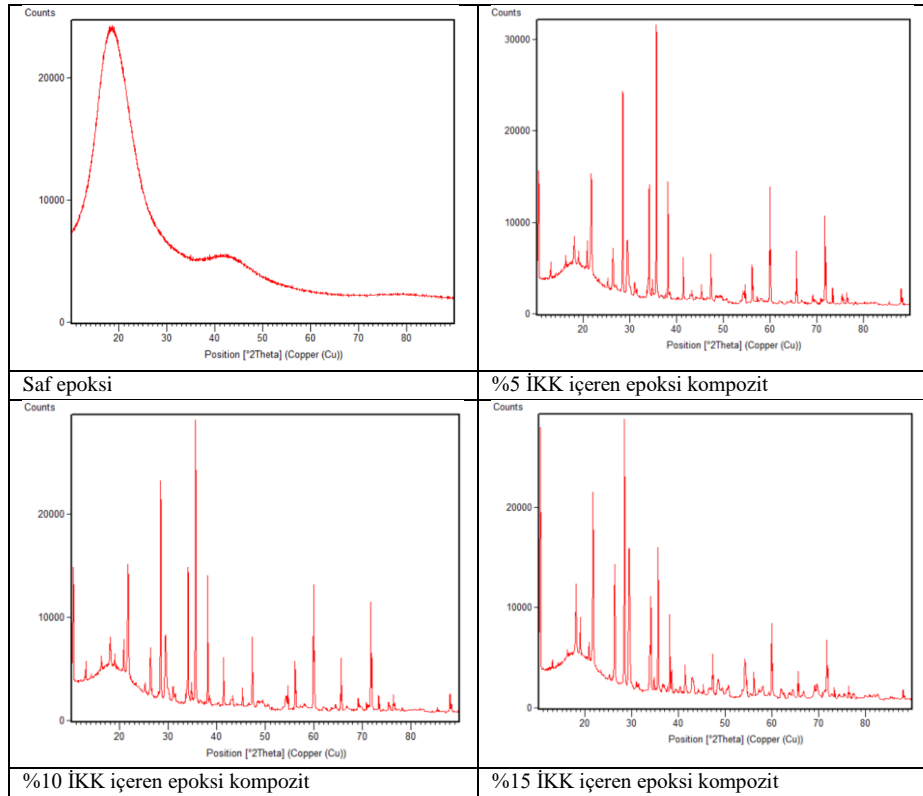 Counts
20000
10000
0
20 30 40 50 60 70 80
Position [°2Theta] (Copper (Cu))
Saf epoksi
Counts
30000
20000
10000
0
20 30 40 50 60 70 80
Position [°2Theta] (Copper (Cu))
%5 İKK içeren epoksi kompozit
Counts
20000
10000
0
20 30 40 50 60 70 80
Position [°2Theta] (Copper (Cu))
%10 İKK içeren epoksi kompozit
Counts
20000
10000
0
20 30 40 50 60 70 80
Position [°2Theta] (Copper (Cu))
%15 İKK içeren epoksi kompozit